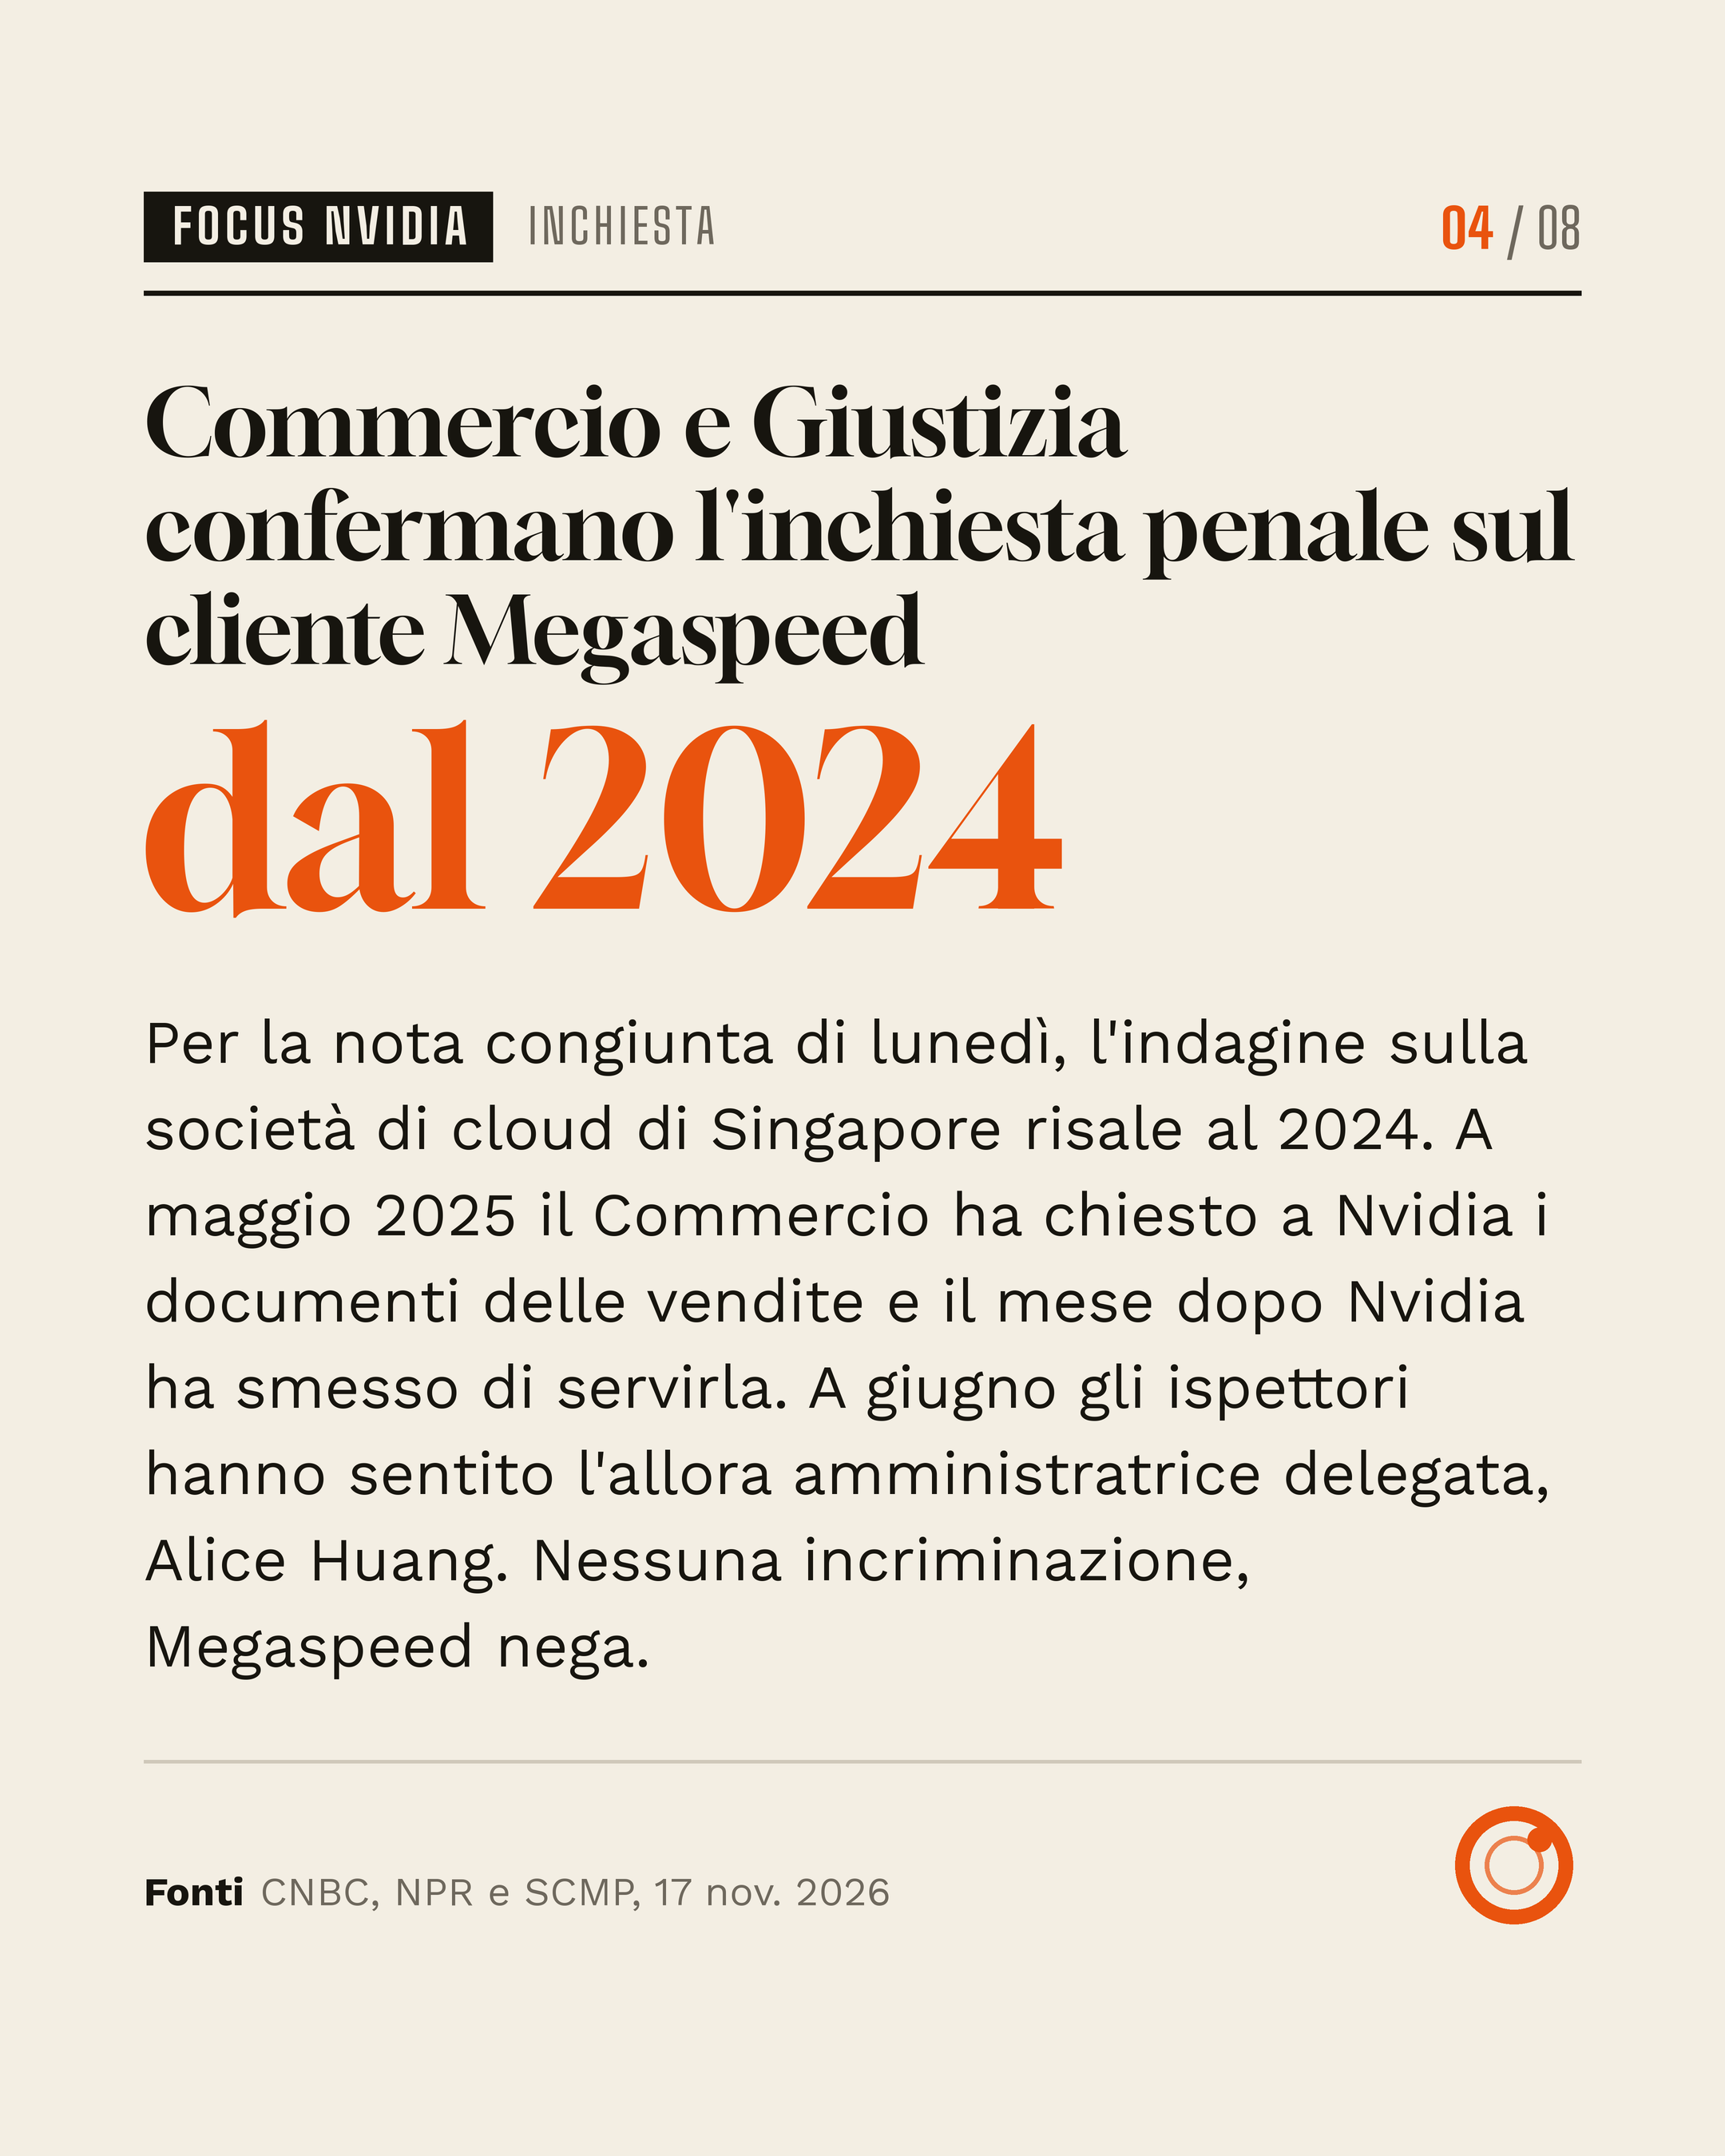 FOCUS NVIDIA INCHIESTA 04 / 08
Commercio e Giustizia
confermano l'inchiesta penale sul
cliente Megaspeed
dal 2024
Per la nota congiunta di lunedì, l'indagine sulla
società di cloud di Singapore risale al 2024. A
maggio 2025 il Commercio ha chiesto a Nvidia i
documenti delle vendite e il mese dopo Nvidia
ha smesso di servirla. A giugno gli ispettori
hanno sentito l'allora amministratrice delegata,
Alice Huang. Nessuna incriminazione,
Megaspeed nega.
Fonti CNBC, NPR e SCMP, 17 nov. 2026